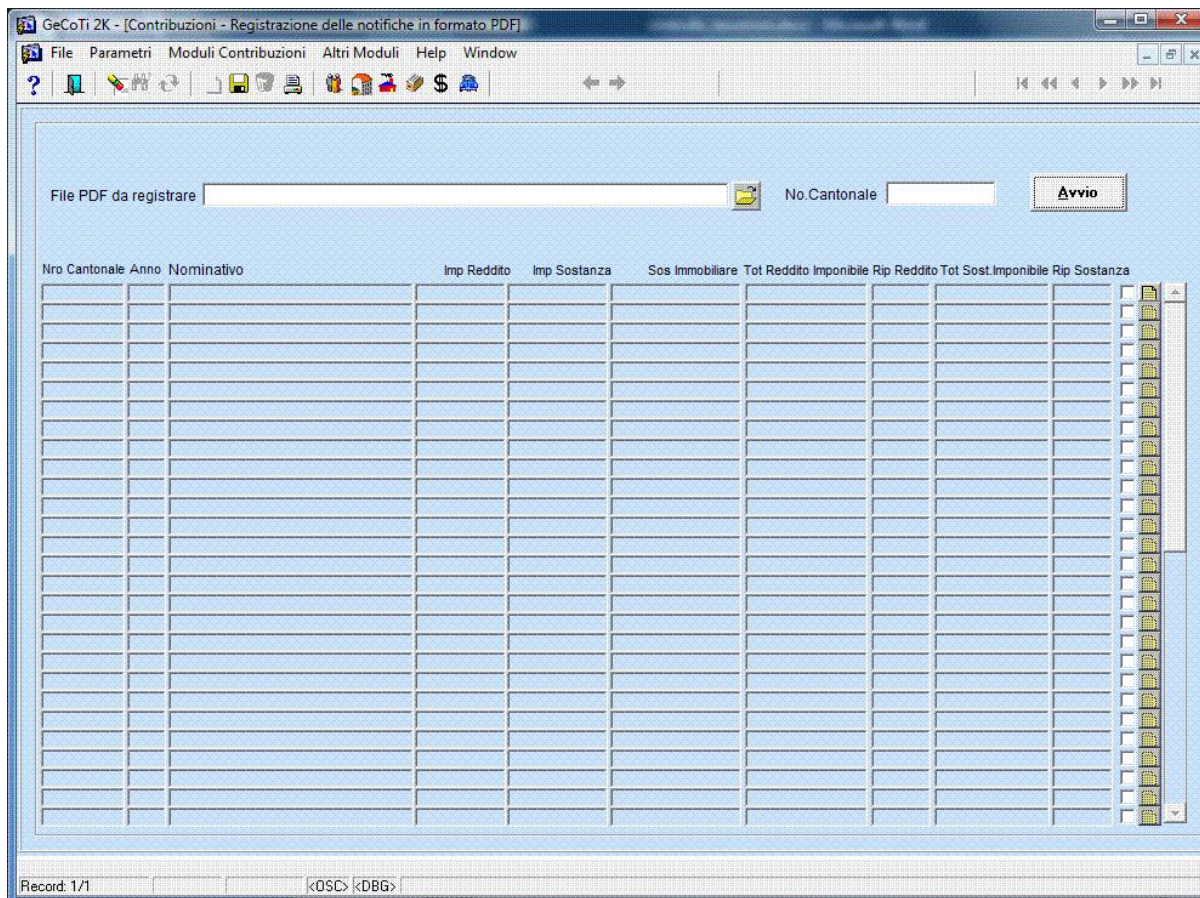 GeCoTi 2K - [Contribuzioni - Registrazione delle notifiche in formato PDF]
File Parametri Moduli Contribuzioni Altri Moduli Help Window
File PDF da registrare No.Cantonale Avvio
Nro Cantonale Anno Nominativo Imp Reddito Imp Sostanza Sos Immobiliare Tot Reddito Imponibile Rip Reddito Tot Sost.Imponibile Rip Sostanza
Record: 1/1 <OSC> <DBG>